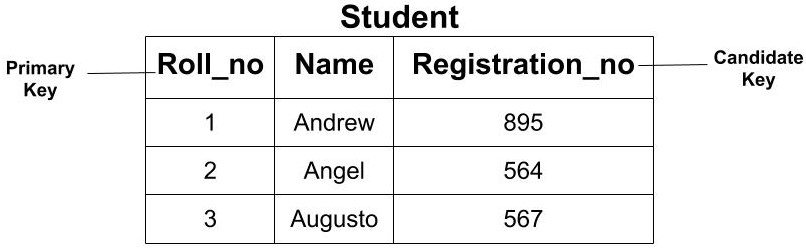 Student
Primary
Key
Roll_no Name Registration_no
Candidate
Key
1 Andrew 895
2 Angel 564
3 Augusto 567